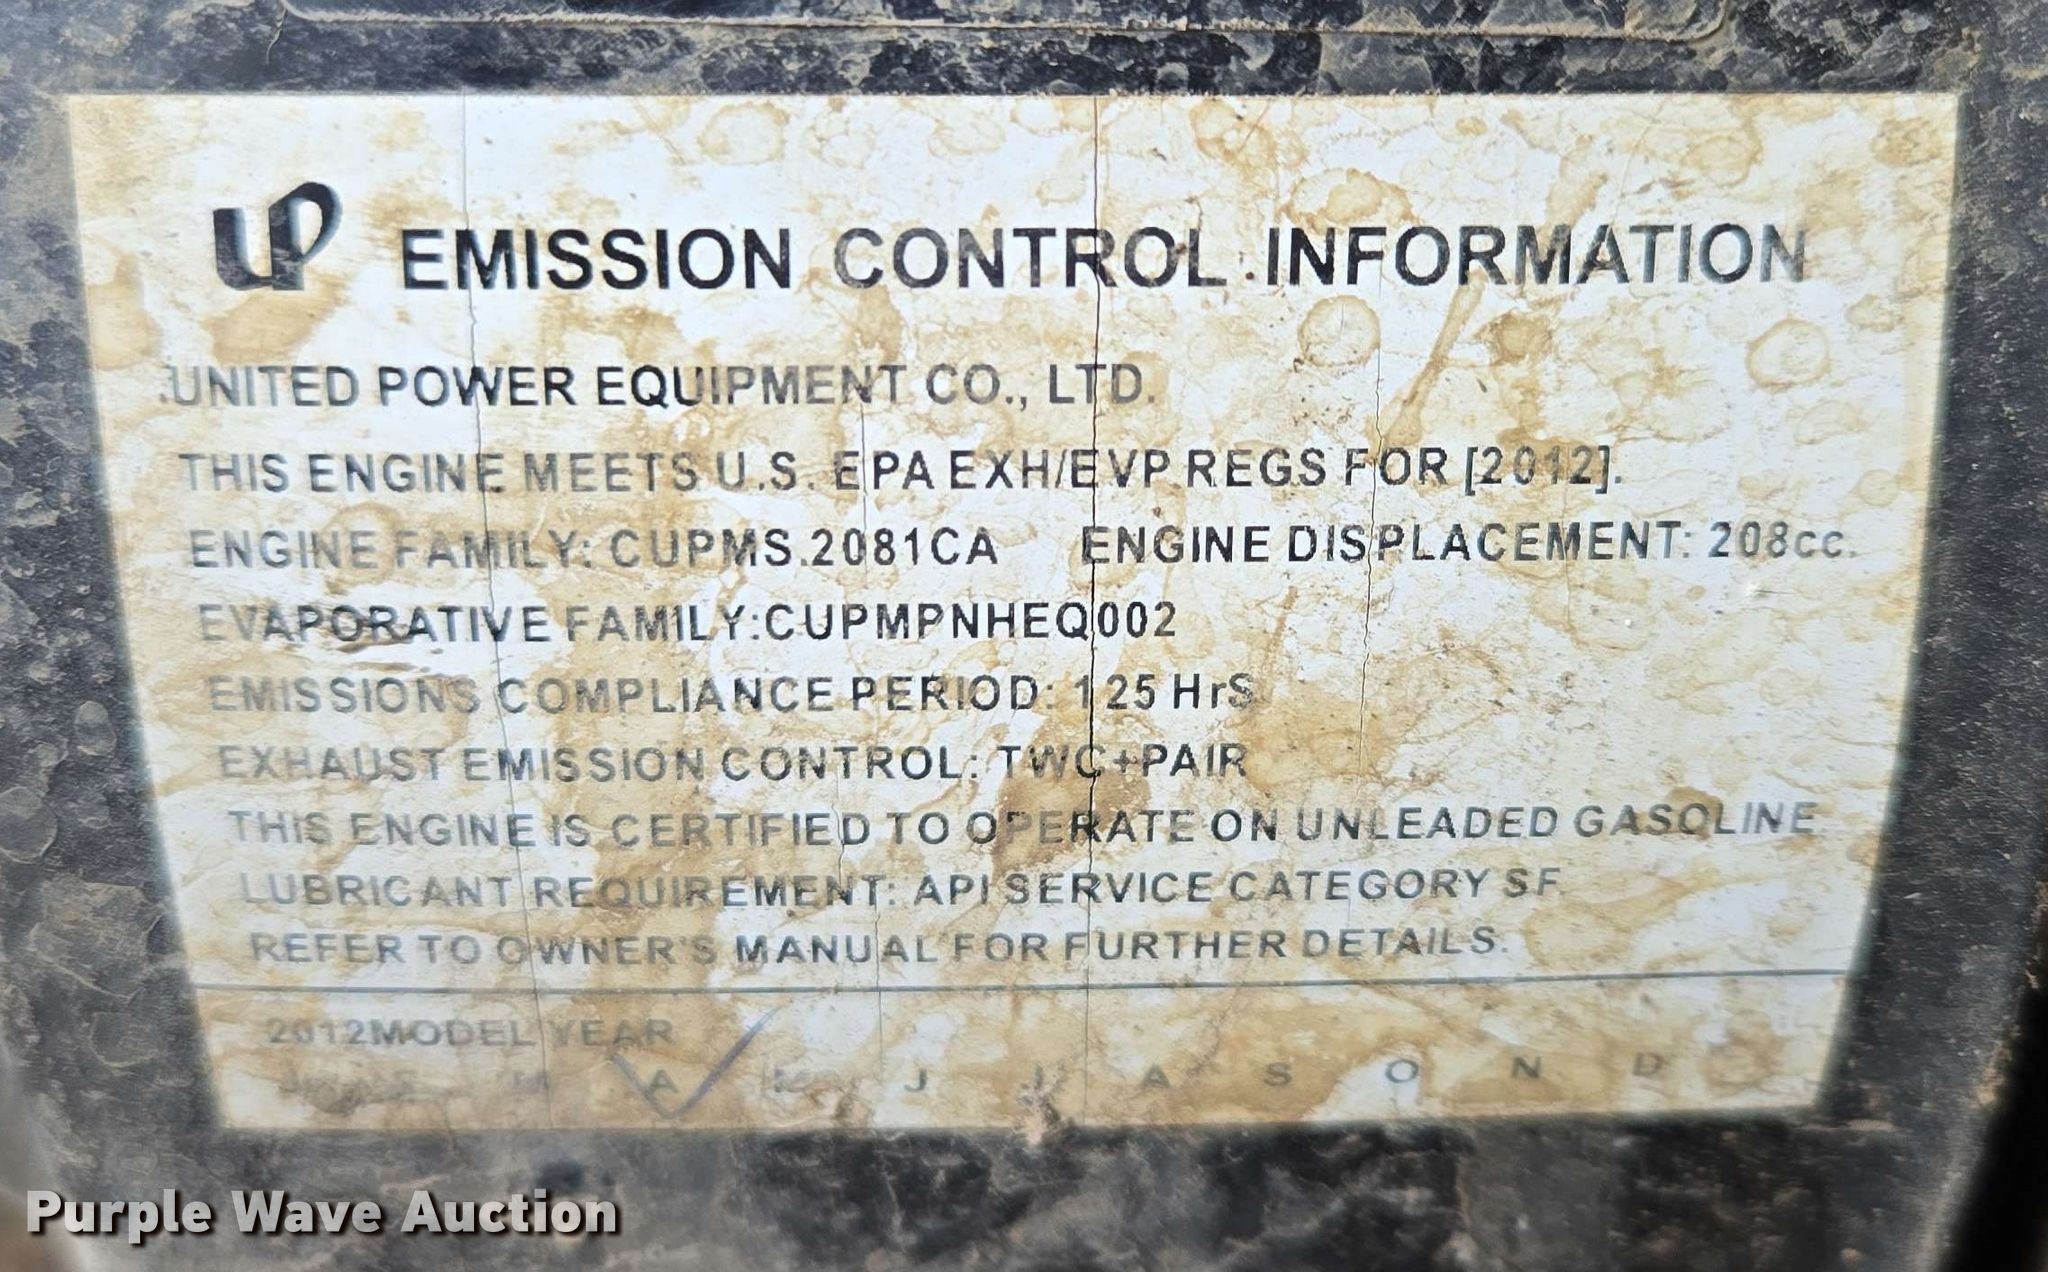 UP EMISSION CONTROL INFORMATION
UNITED POWER EQUIPMENT CO., LTD.
THIS ENGINE MEETS U.S. EPA EXH/EVP REGS FOR [2012].
ENGINE FAMILY: CUPMS.2081CA ENGINE DISPLACEMENT: 208cc.
EVAPORATIVE FAMILY:CUPMPNHEQ002
EMISSIONS COMPLIANCE PERIOD: 125 HrS
EXHAUST EMISSION CONTROL: TWC+PAIR
THIS ENGINE IS CERTIFIED TO OPERATE ON UNLEADED GASOLINE.
LUBRICANT REQUIREMENT: API SERVICE CATEGORY SF.
REFER TO OWNER'S MANUAL FOR FURTHER DETAILS.
2012MODEL YEAR
M A M J J A S O N D
Purple Wave Auction